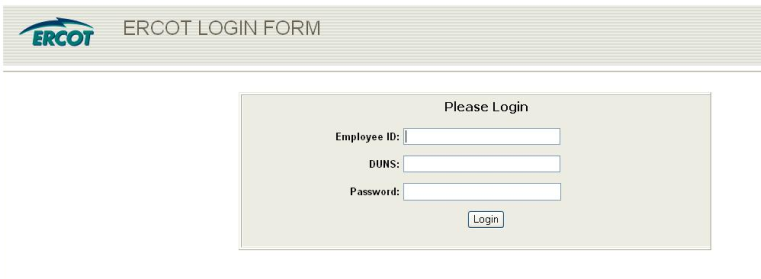 ERCOT
ERCOT LOGIN FORM
Please Login
Employee ID:
DUNS:
Password:
Login